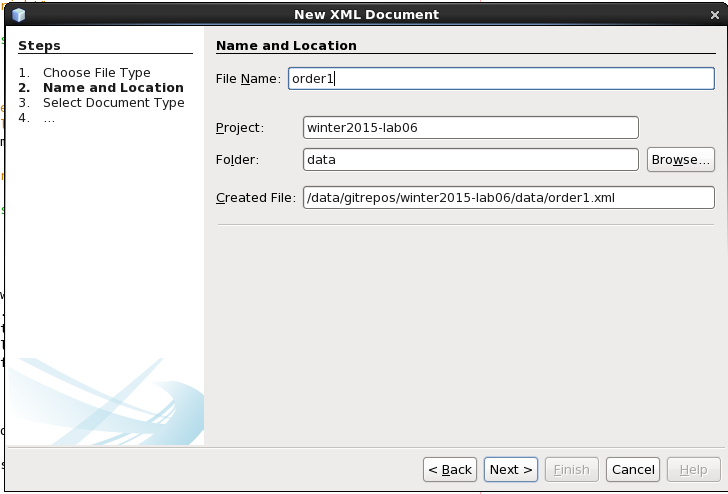 New XML Document
Steps
1. Choose File Type
2. Name and Location
3. Select Document Type
4. ...
Name and Location
File Name: order1
Project: winter2015-lab06
Folder: data Browse...
Created File: /data/gitrepos/winter2015-lab06/data/order1.xml
< Back Next > Finish Cancel Help